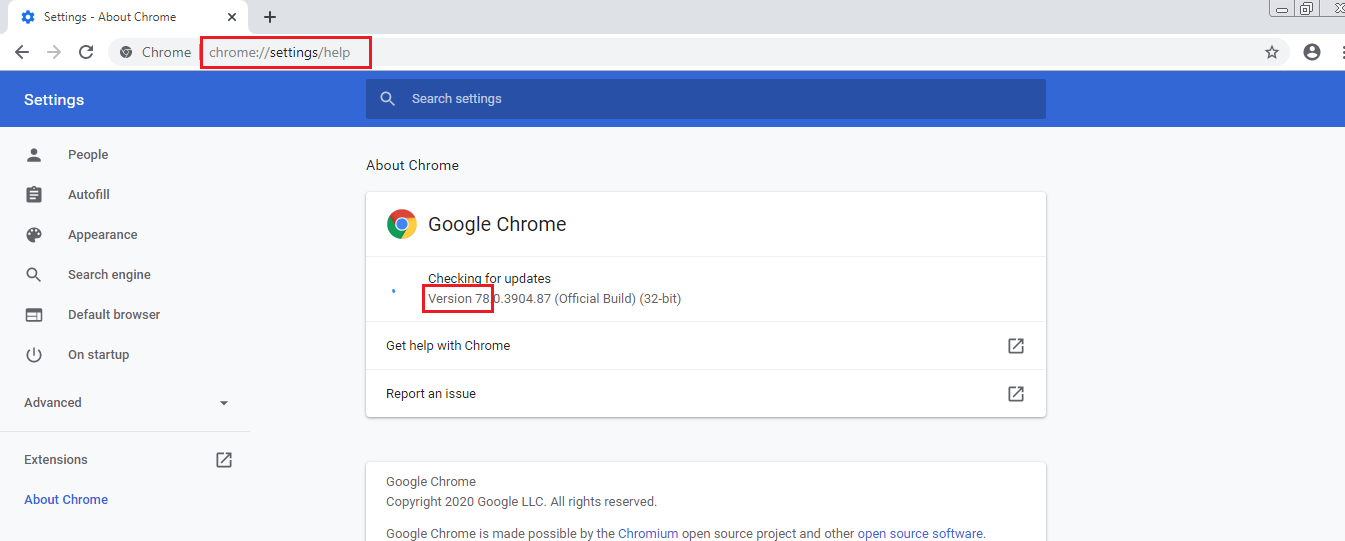 Settings - About Chrome
Chrome chrome://settings/help
Settings
Search settings
People
Autofill
Appearance
Search engine
Default browser
On startup
Advanced
Extensions
About Chrome
About Chrome
Google Chrome
Checking for updates
Version 78.0.3904.87 (Official Build) (32-bit)
Get help with Chrome
Report an issue
Google Chrome
Copyright 2020 Google LLC. All rights reserved.
Google Chrome is made possible by the Chromium open source project and other open source software.